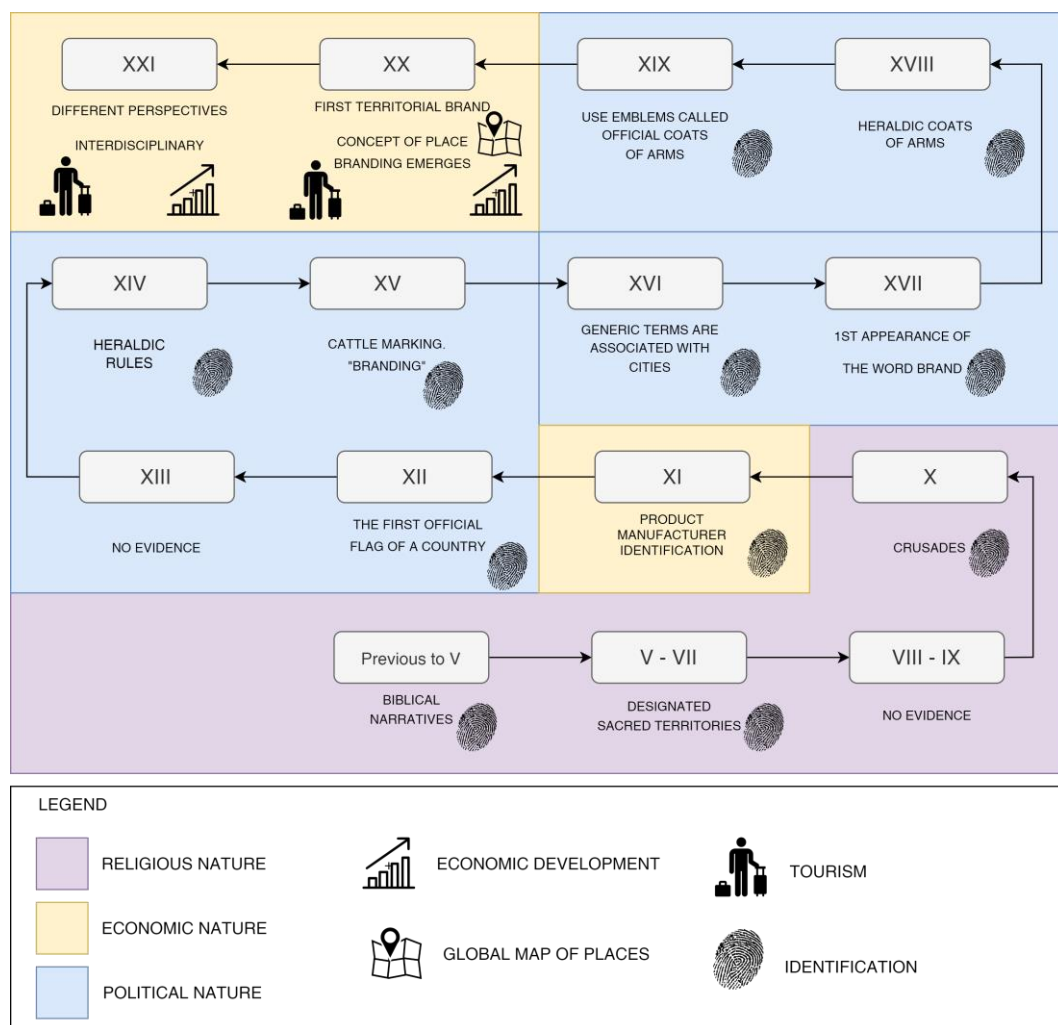 XXI
XX
XIX
XVIII
DIFFERENT PERSPECTIVES
INTERDISCIPLINARY
FIRST TERRITORIAL BRAND
CONCEPT OF PLACE
BRANDING EMERGES
USE EMBLEMS CALLED
OFFICIAL COATS
OF ARMS
HERALDIC COATS
OF ARMS
XIV
XV
XVI
XVII
HERALDIC
RULES
CATTLE MARKING.
"BRANDING"
GENERIC TERMS ARE
ASSOCIATED WITH
CITIES
1ST APPEARANCE OF
THE WORD BRAND
XIII
XII
XI
X
NO EVIDENCE
THE FIRST OFFICIAL
FLAG OF A COUNTRY
PRODUCT
MANUFACTURER
IDENTIFICATION
CRUSADES
Previous to V
V - VII
VIII - IX
BIBLICAL
NARRATIVES
DESIGNATED
SACRED TERRITORIES
NO EVIDENCE
LEGEND
RELIGIOUS NATURE
ECONOMIC DEVELOPMENT
TOURISM
ECONOMIC NATURE
GLOBAL MAP OF PLACES
IDENTIFICATION
POLITICAL NATURE